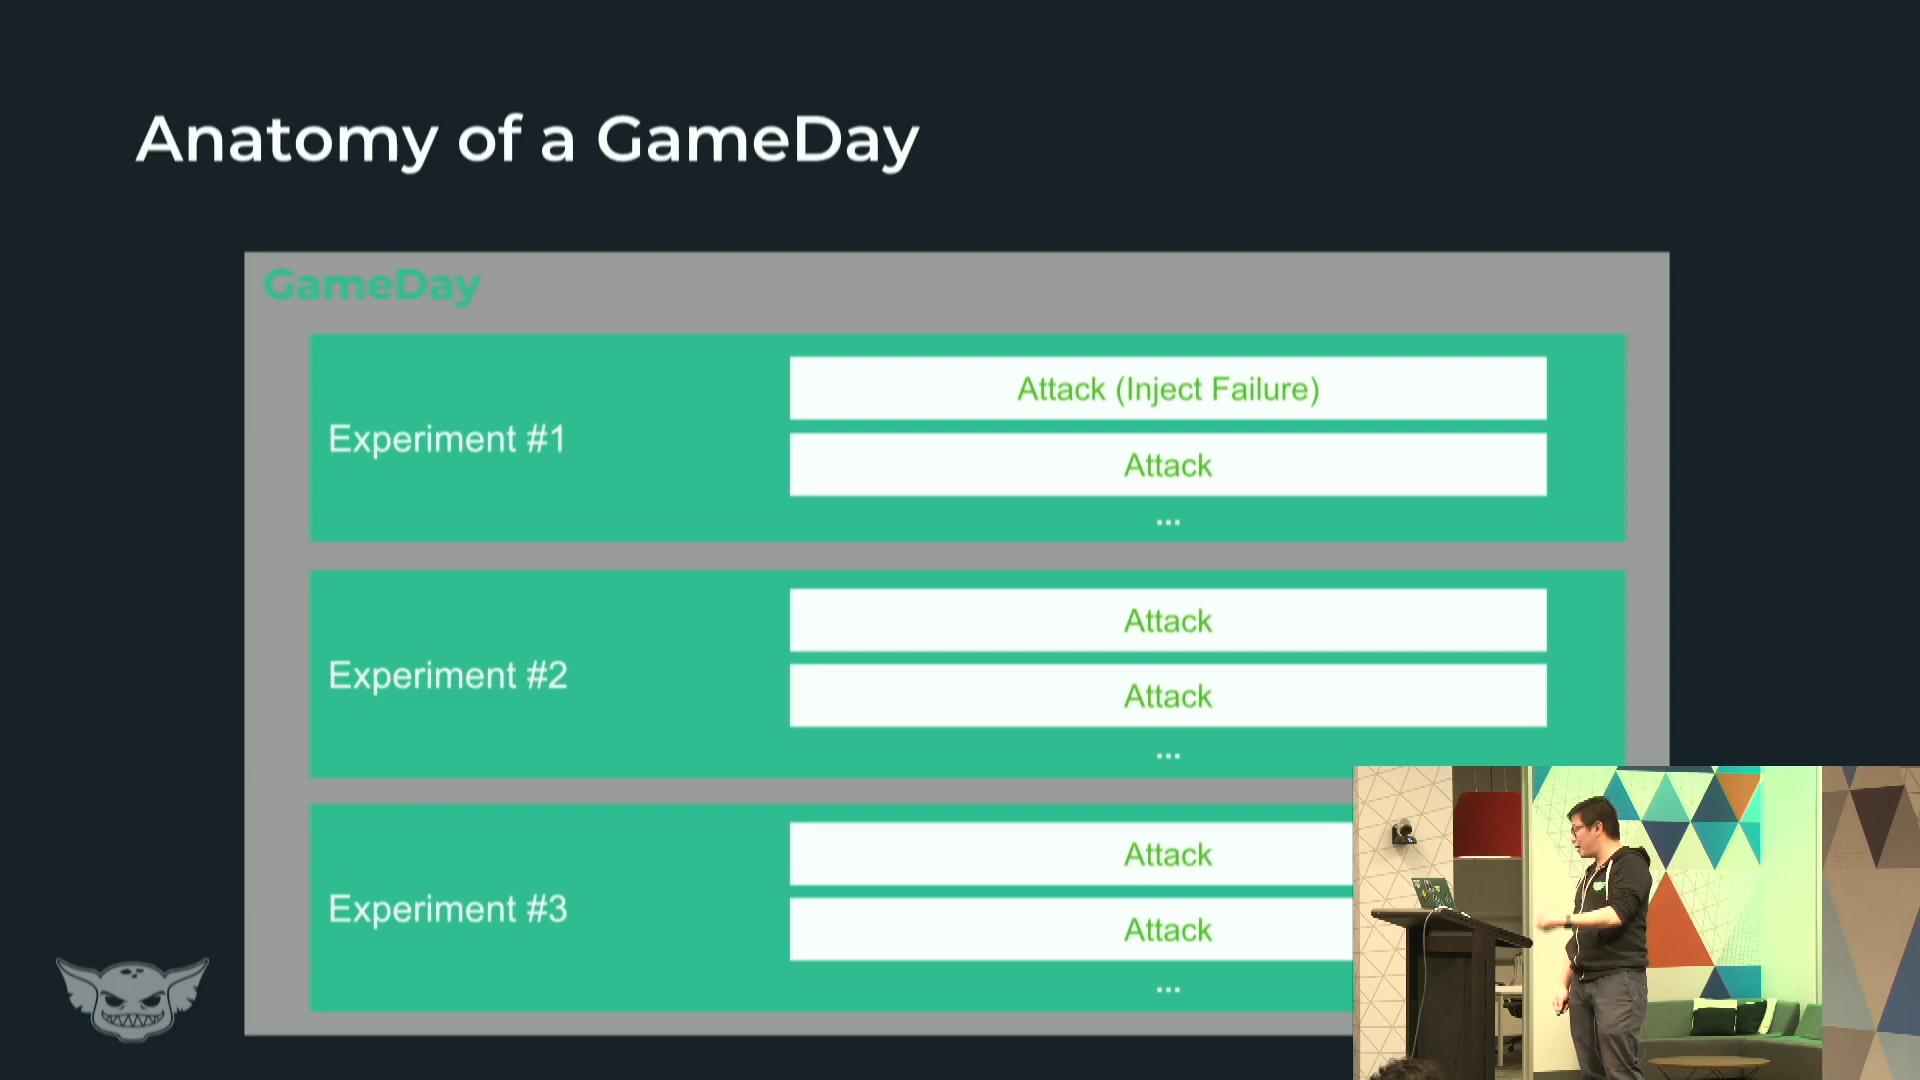 Anatomy of a GameDay
GameDay
Experiment #1
Attack (Inject Failure)
Attack
...
Experiment #2
Attack
Attack
...
Experiment #3
Attack
Attack
...